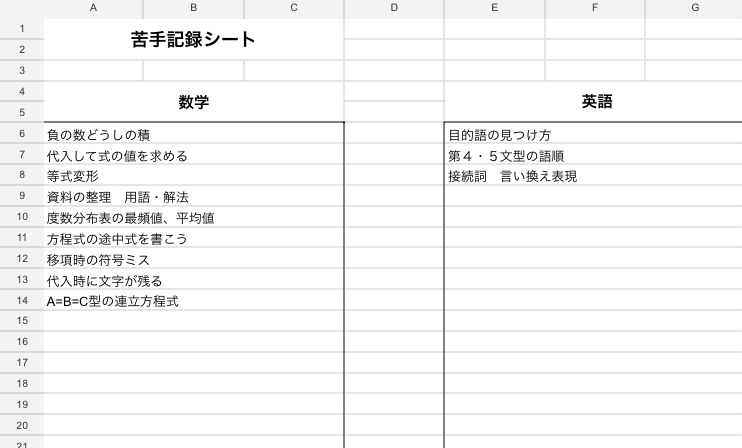 A B C D E F G
1
2
苦手記録シート
3
4
5
数学 英語
6 負の数どうしの積 目的語の見つけ方
7 代入して式の値を求める 第４・５文型の語順
8 等式変形 接続詞　言い換え表現
9 資料の整理　用語・解法
10 度数分布表の最頻値、平均値
11 方程式の途中式を書こう
12 移項時の符号ミス
13 代入時に文字が残る
14 A=B=C型の連立方程式
15
16
17
18
19
20
21